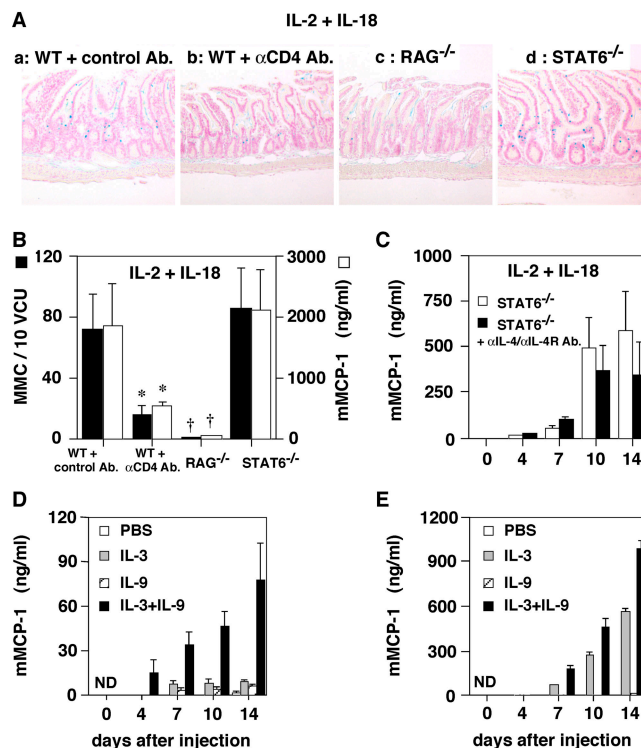 A
IL-2 + IL-18
a: WT + control Ab.
b: WT + αCD4 Ab.
c : RAG-/-
d : STAT6-/-
B
IL-2 + IL-18
MMC / 10 VCU
120
80
40
0
3000
2000
1000
0
mMCP-1 (ng/ml)
* *
† †
WT + control Ab.
WT + αCD4 Ab.
RAG-/-
STAT6-/-
C
IL-2 + IL-18
mMCP-1 (ng/ml)
1000
750
500
250
0
STAT6-/-
STAT6-/-
+ αIL-4/αIL-4R Ab.
0 4 7 10 14
D
mMCP-1 (ng/ml)
120
90
60
30
0
PBS
IL-3
IL-9
IL-3+IL-9
ND
0 4 7 10 14
days after injection
E
mMCP-1 (ng/ml)
1200
900
600
300
0
PBS
IL-3
IL-9
IL-3+IL-9
ND
0 4 7 10 14
days after injection